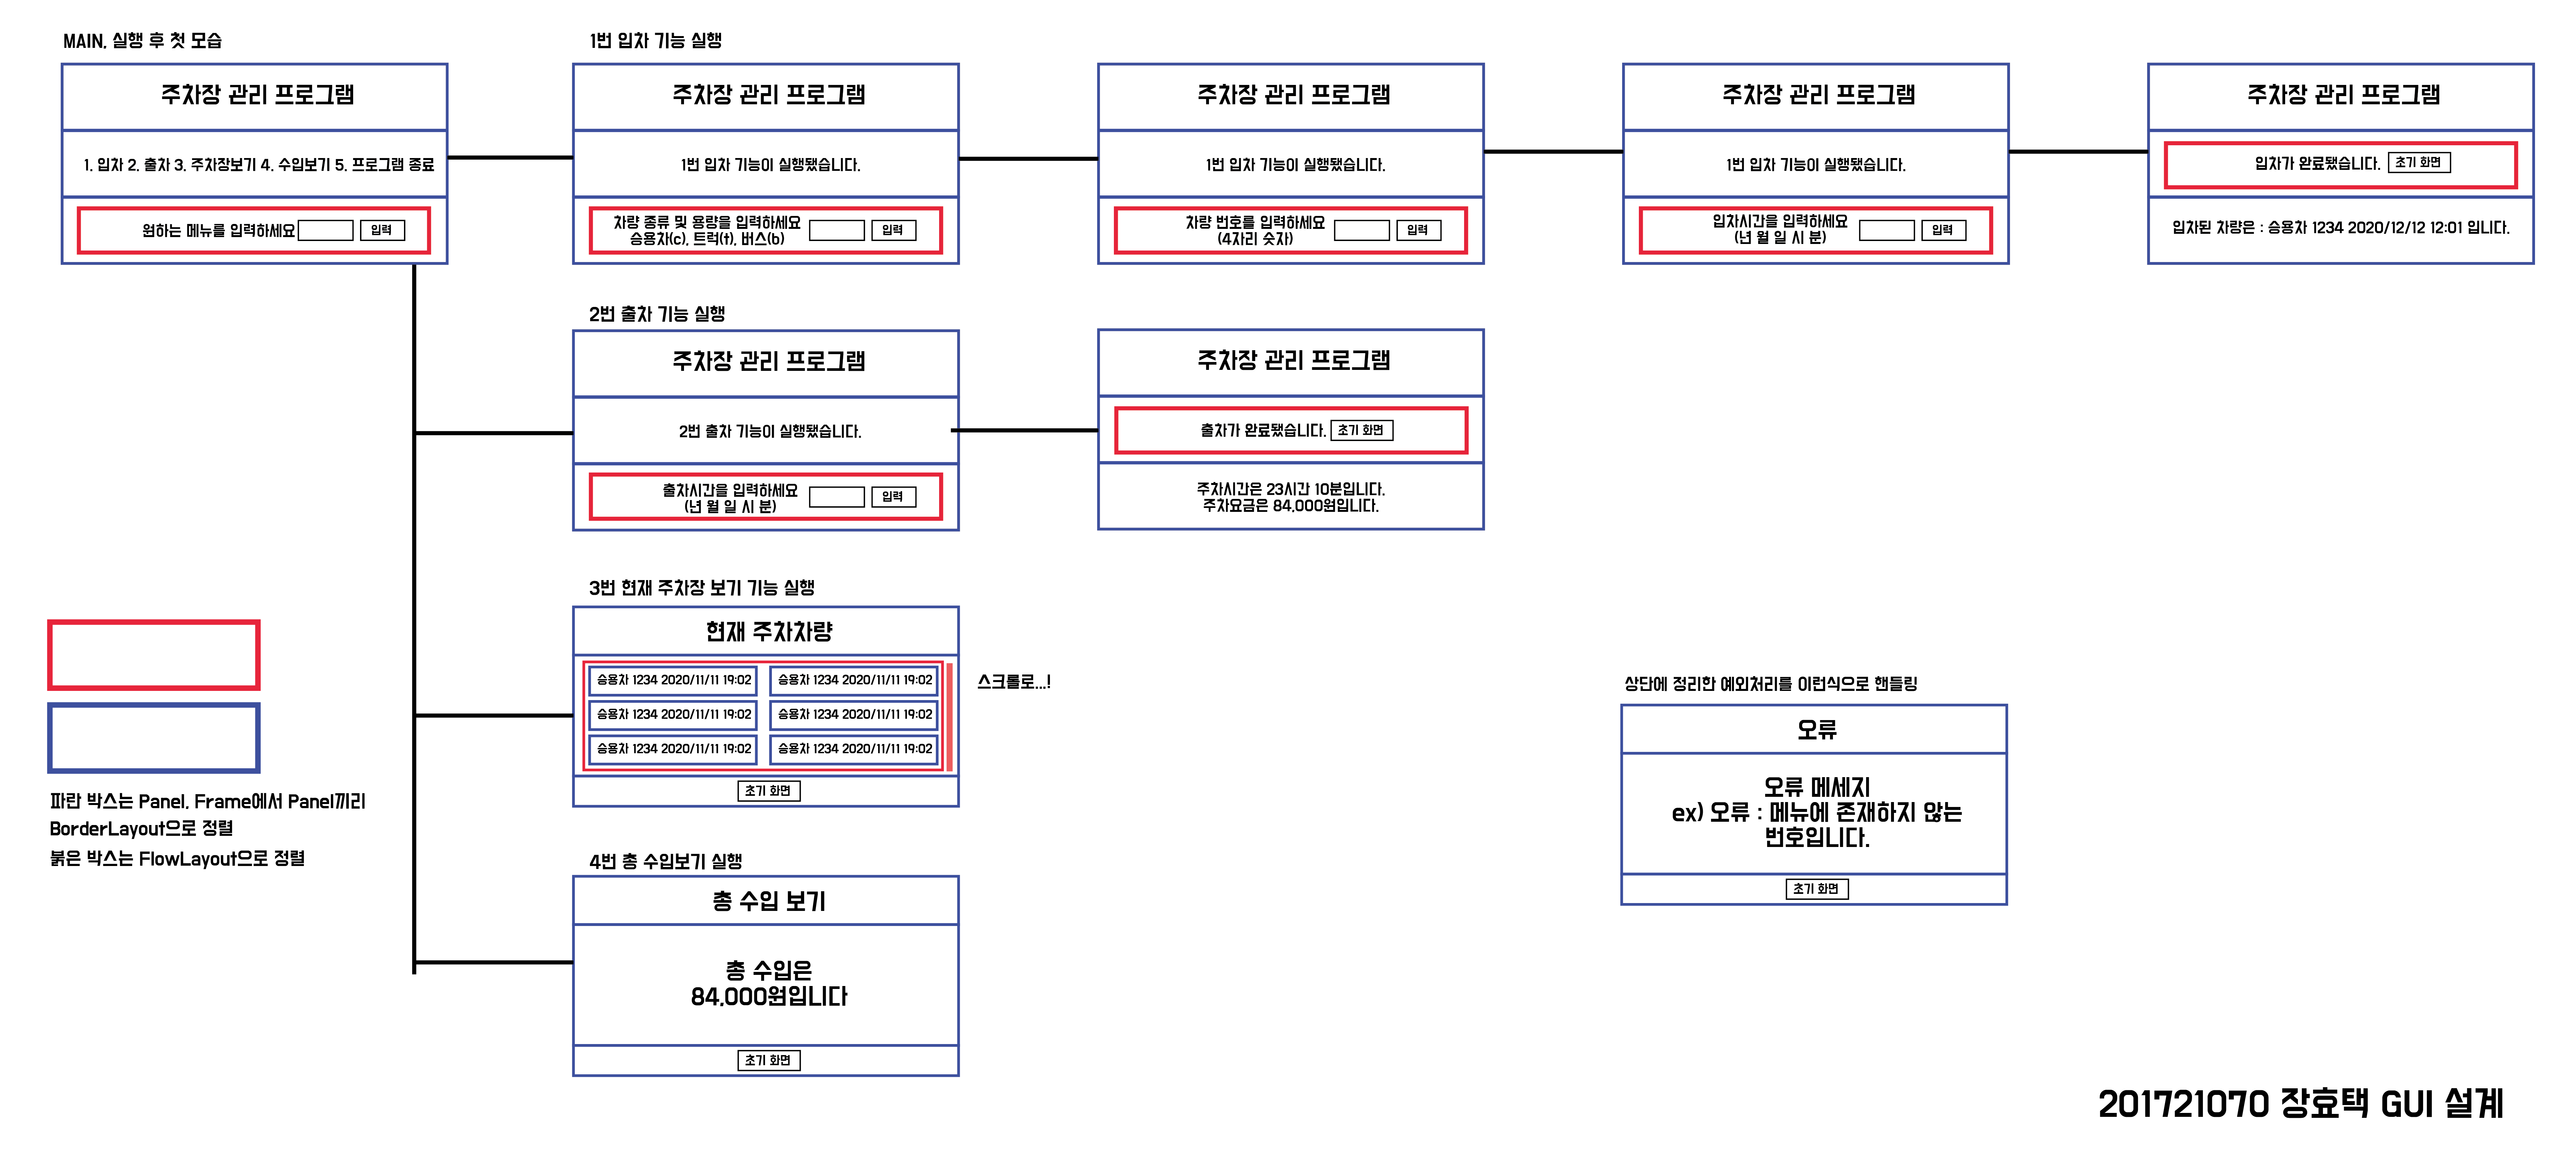 MAIN. 실행 후 첫 모습
주차장 관리 프로그램
1. 입차 2. 출차 3. 주차장보기 4. 수입보기 5. 프로그램 종료
원하는 메뉴를 입력하세요
입력
1번 입차 기능 실행
주차장 관리 프로그램
1번 입차 기능이 실행됐습니다.
차량 종류 및 용량을 입력하세요
승용차(c), 트럭(t), 버스(b)
입력
주차장 관리 프로그램
1번 입차 기능이 실행됐습니다.
차량 번호를 입력하세요
(4자리 숫자)
입력
주차장 관리 프로그램
1번 입차 기능이 실행됐습니다.
입차시간을 입력하세요
(년 월 일 시 분)
입력
주차장 관리 프로그램
입차가 완료됐습니다.
초기 화면
입차된 차량은 : 승용차 1234 2020/12/12 12:01 입니다.
2번 출차 기능 실행
주차장 관리 프로그램
2번 출차 기능이 실행됐습니다.
출차시간을 입력하세요
(년 월 일 시 분)
입력
주차장 관리 프로그램
출차가 완료됐습니다.
초기 화면
주차시간은 23시간 10분입니다.
주차요금은 84,000원입니다.
3번 현재 주차장 보기 기능 실행
현재 주차차량
승용차 1234 2020/11/11 19:02
승용차 1234 2020/11/11 19:02
승용차 1234 2020/11/11 19:02
승용차 1234 2020/11/11 19:02
승용차 1234 2020/11/11 19:02
승용차 1234 2020/11/11 19:02
초기 화면
스크롤로...!
4번 총 수입보기 실행
총 수입 보기
총 수입은
84,000원입니다
초기 화면
파란 박스는 Panel, Frame에서 Panel끼리
BorderLayout으로 정렬
붉은 박스는 FlowLayout으로 정렬
상단에 정리한 예외처리를 이런식으로 핸들링
오류
오류 메세지
ex) 오류 : 메뉴에 존재하지 않는
번호입니다.
초기 화면
201721070 장효택 GUI 설계